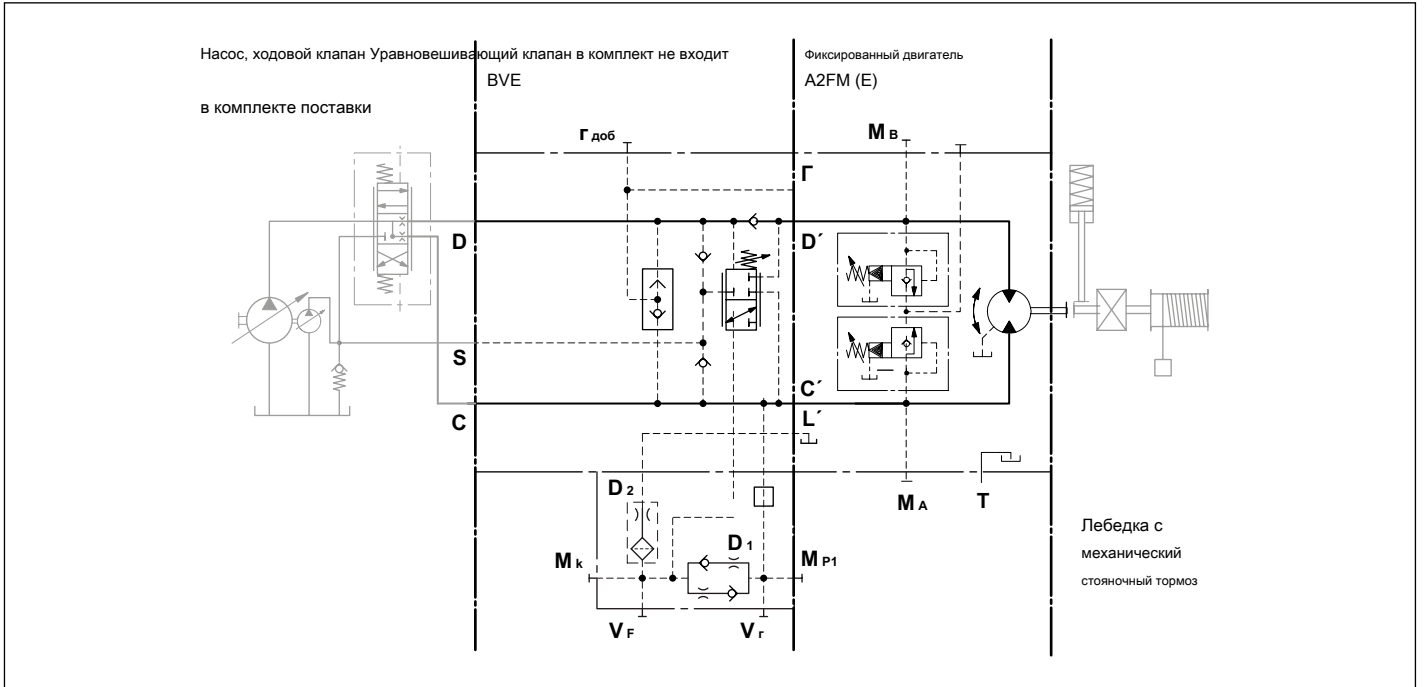 Насос, ходовой клапан Уравновешивающий клапан в комплект не входит
BVE
в комплекте поставки
Фиксированный двигатель
A2FM (E)
Г доб
M B
Г
D
D´
S
C´
C
L´
D 2
M A
T
D 1
M k
M P1
V F
V г
Лебедка с
механический
стояночный тормоз